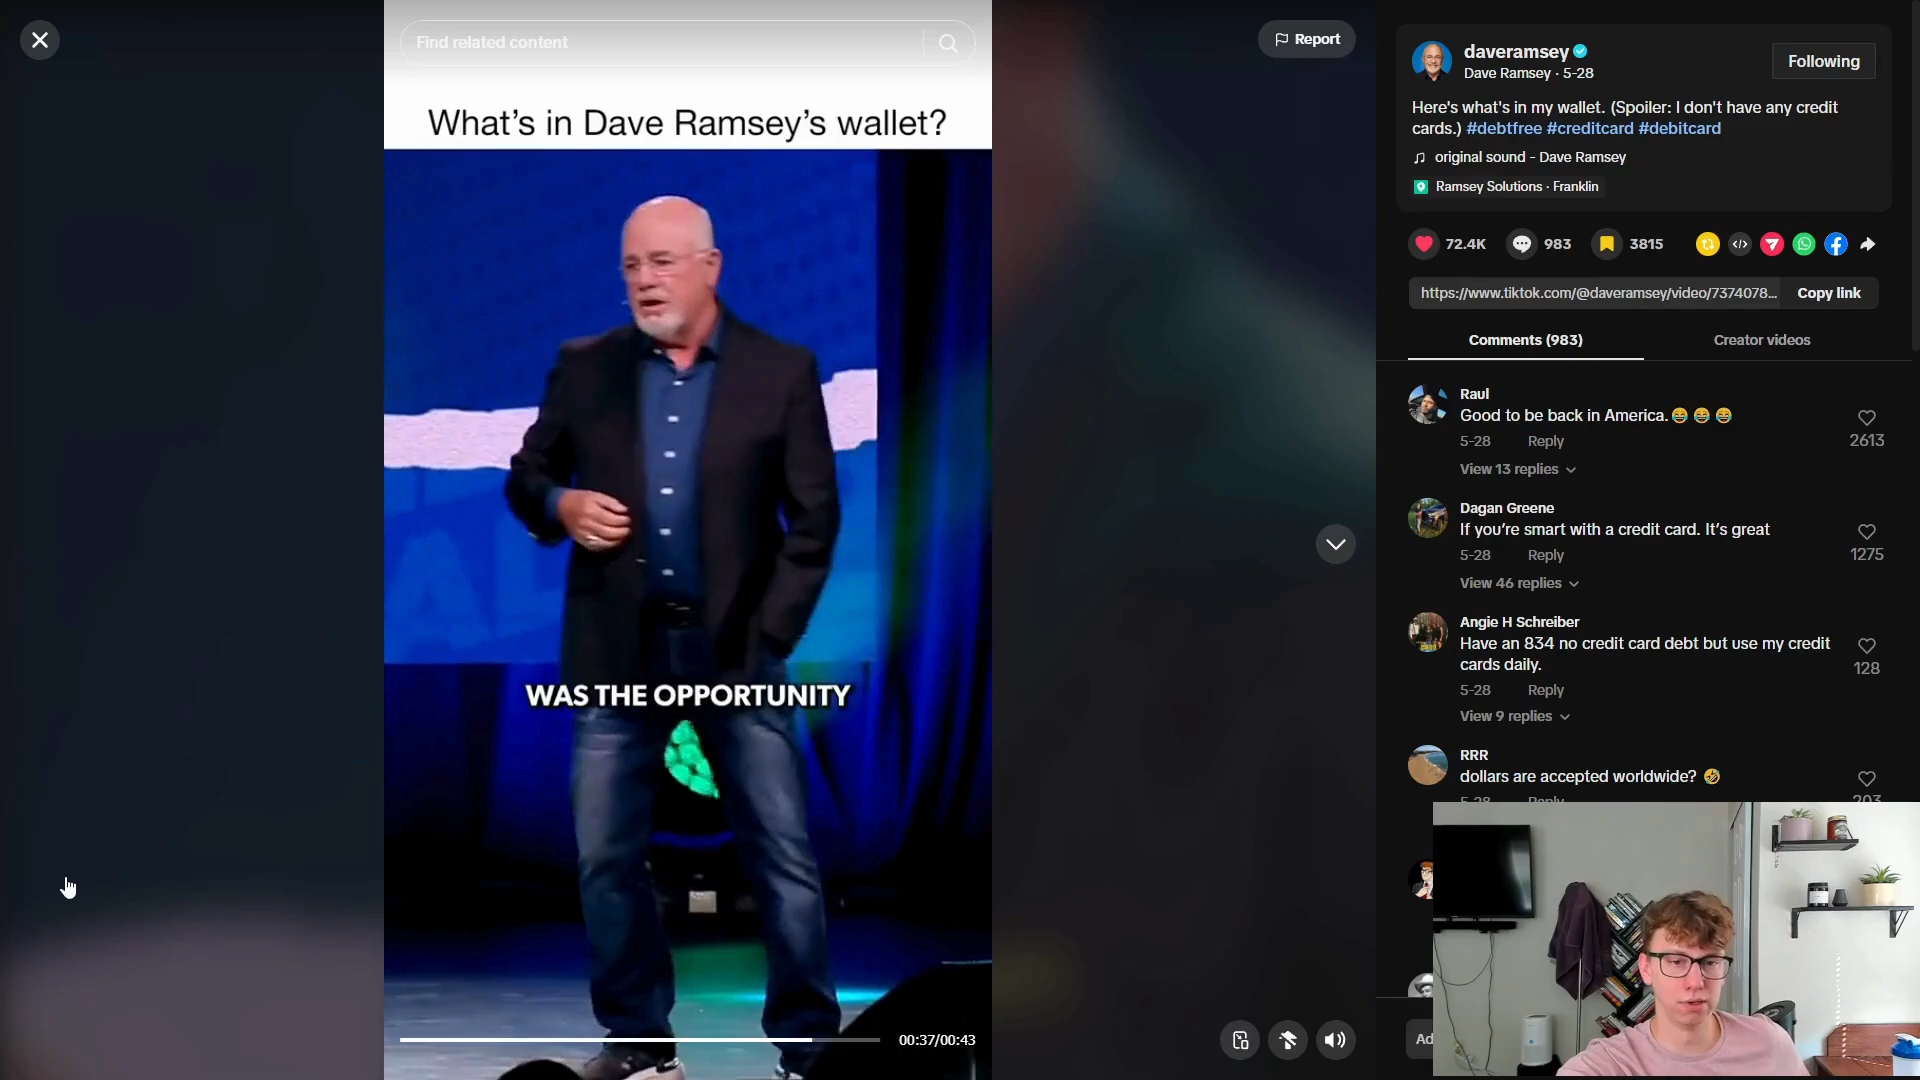 Find related content
Report
What's in Dave Ramsey's wallet?
WAS THE OPPORTUNITY
00:37/00:43
daveramsey
Dave Ramsey · 5-28
Following
Here's what's in my wallet. (Spoiler: I don't have any credit
cards.) #debtfree #creditcard #debitcard
original sound - Dave Ramsey
Ramsey Solutions · Franklin
72.4K
983
3815
https://www.tiktok.com/@daveramsey/video/7374078...
Copy link
Comments (983)
Creator videos
Raul
Good to be back in America.😂😂😂
5-28 Reply
2613
View 13 replies
Dagan Greene
If you're smart with a credit card. It's great
5-28 Reply
1275
View 46 replies
Angie H Schreiber
Have an 834 no credit card debt but use my credit
cards daily.
128
5-28 Reply
View 9 replies
RRR
dollars are accepted worldwide? 🤣
5-28 Reply
203
Ad